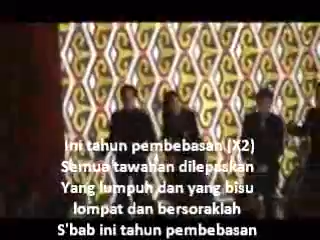 Ini tahun pembebasan (X2)
Semua tawanan dilepaskan
Yang lumpuh dan yang bisu
lompat dan bersoraklah
S'bab ini tahun pembebasan